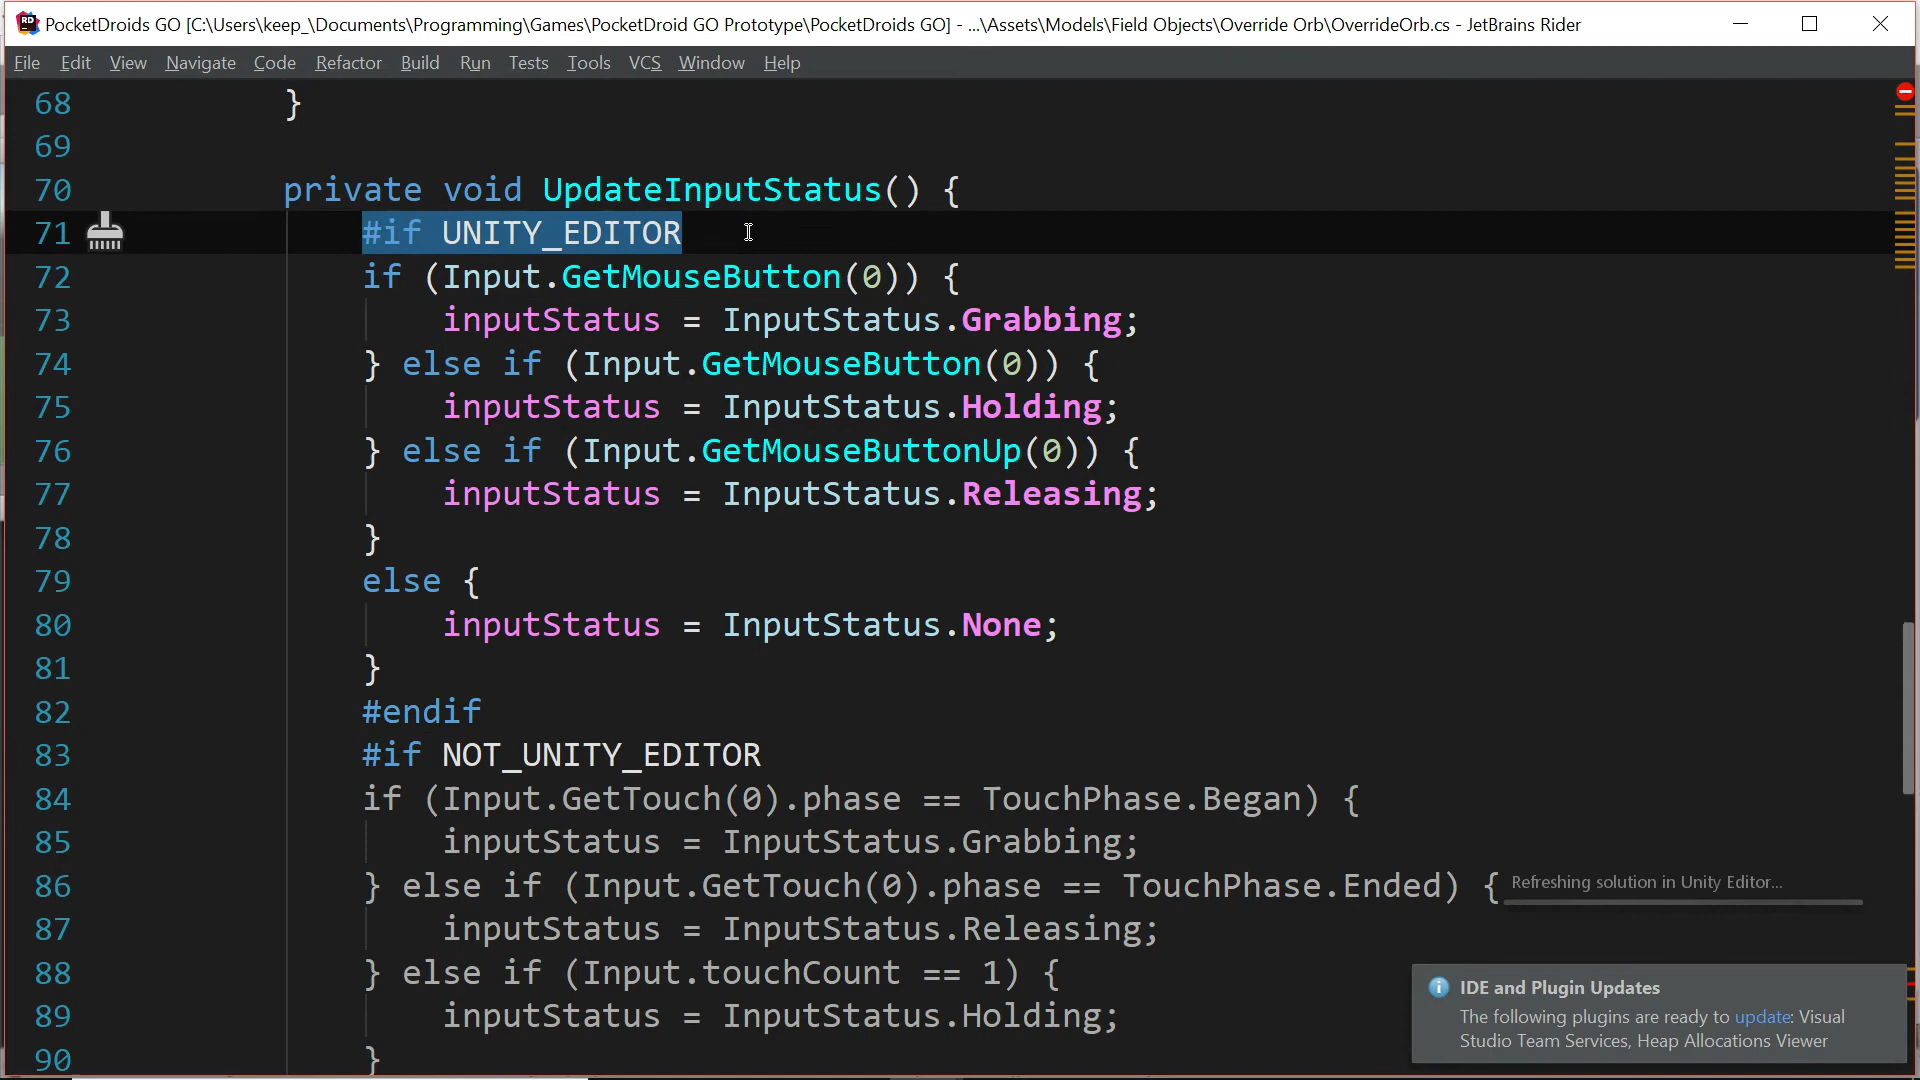 PocketDroids GO [C:\Users\keep_\Documents\Programming\Games\PocketDroid GO Prototype\PocketDroids GO] - ...\Assets\Models\Field Objects\Override Orb\OverrideOrb.cs - JetBrains Rider
File Edit View Navigate Code Refactor Build Run Tests Tools VCS Window Help
68 }
69
70 private void UpdateInputStatus() {
71 #if UNITY_EDITOR
72 if (Input.GetMouseButton(0)) {
73 inputStatus = InputStatus.Grabbing;
74 } else if (Input.GetMouseButton(0)) {
75 inputStatus = InputStatus.Holding;
76 } else if (Input.GetMouseButtonUp(0)) {
77 inputStatus = InputStatus.Releasing;
78 }
79 else {
80 inputStatus = InputStatus.None;
81 }
82 #endif
83 #if NOT_UNITY_EDITOR
84 if (Input.GetTouch(0).phase == TouchPhase.Began) {
85 inputStatus = InputStatus.Grabbing;
86 } else if (Input.GetTouch(0).phase == TouchPhase.Ended) {
Refreshing solution in Unity Editor...
87 inputStatus = InputStatus.Releasing;
88 } else if (Input.touchCount == 1) {
89 inputStatus = InputStatus.Holding;
90 }
IDE and Plugin Updates
The following plugins are ready to update: Visual
Studio Team Services, Heap Allocations Viewer